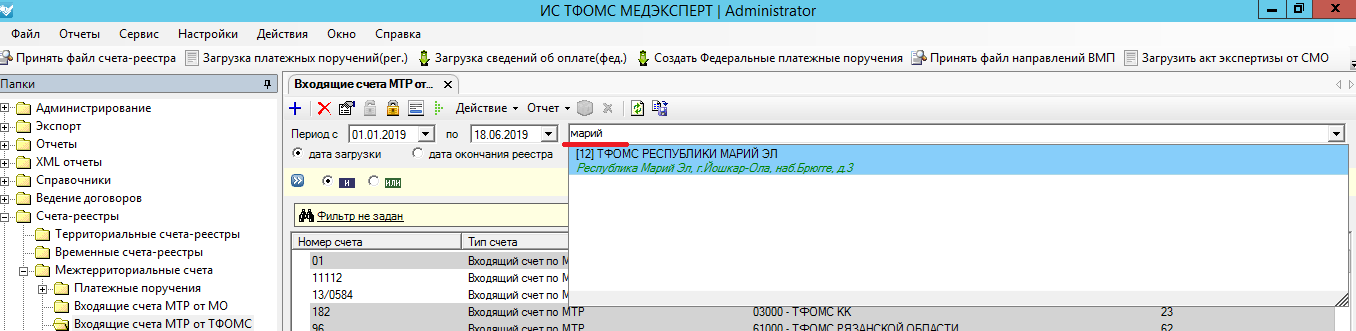 ИС ТФОМС МЕДЭКСПЕРТ | Administrator
Файл Отчеты Сервис Настройки Действия Окно Справка
Принять файл счета-реестра Загрузка платежных поручений(рег.) Загрузка сведений об оплате(фед.) Создать Федеральные платежные поручения Принять файл направлений ВМП Загрузить акт экспертизы от СМО
Папки
Администрирование
Экспорт
Отчеты
XML отчеты
Справочники
Ведение договоров
Счета-реестры
Территориальные счета-реестры
Временные счета-реестры
Межтерриториальные счета
Платежные поручения
Входящие счета МТР от МО
Входящие счета МТР от ТФОМС
Входящие счета МТР от...
Действие Отчет
Период с 01.01.2019 по 18.06.2019 марий
дата загрузки дата окончания реестра
[12] ТФОМС РЕСПУБЛИКИ МАРИЙ ЭЛ
Республика Марий Эл, г.Йошкар-Ола, наб.Брюгге, д.3
и или
Фильтр не задан
Номер счета Тип счета
01 Входящий счет по М
11112 Входящий счет по М
13/0584 Входящий счет по М
182 Входящий счет по МТР 03000 - ТФОМС КК 23
96 Входящий счет по МТР 61000 - ТФОМС РЯЗАНСКОЙ ОБЛАСТИ 62